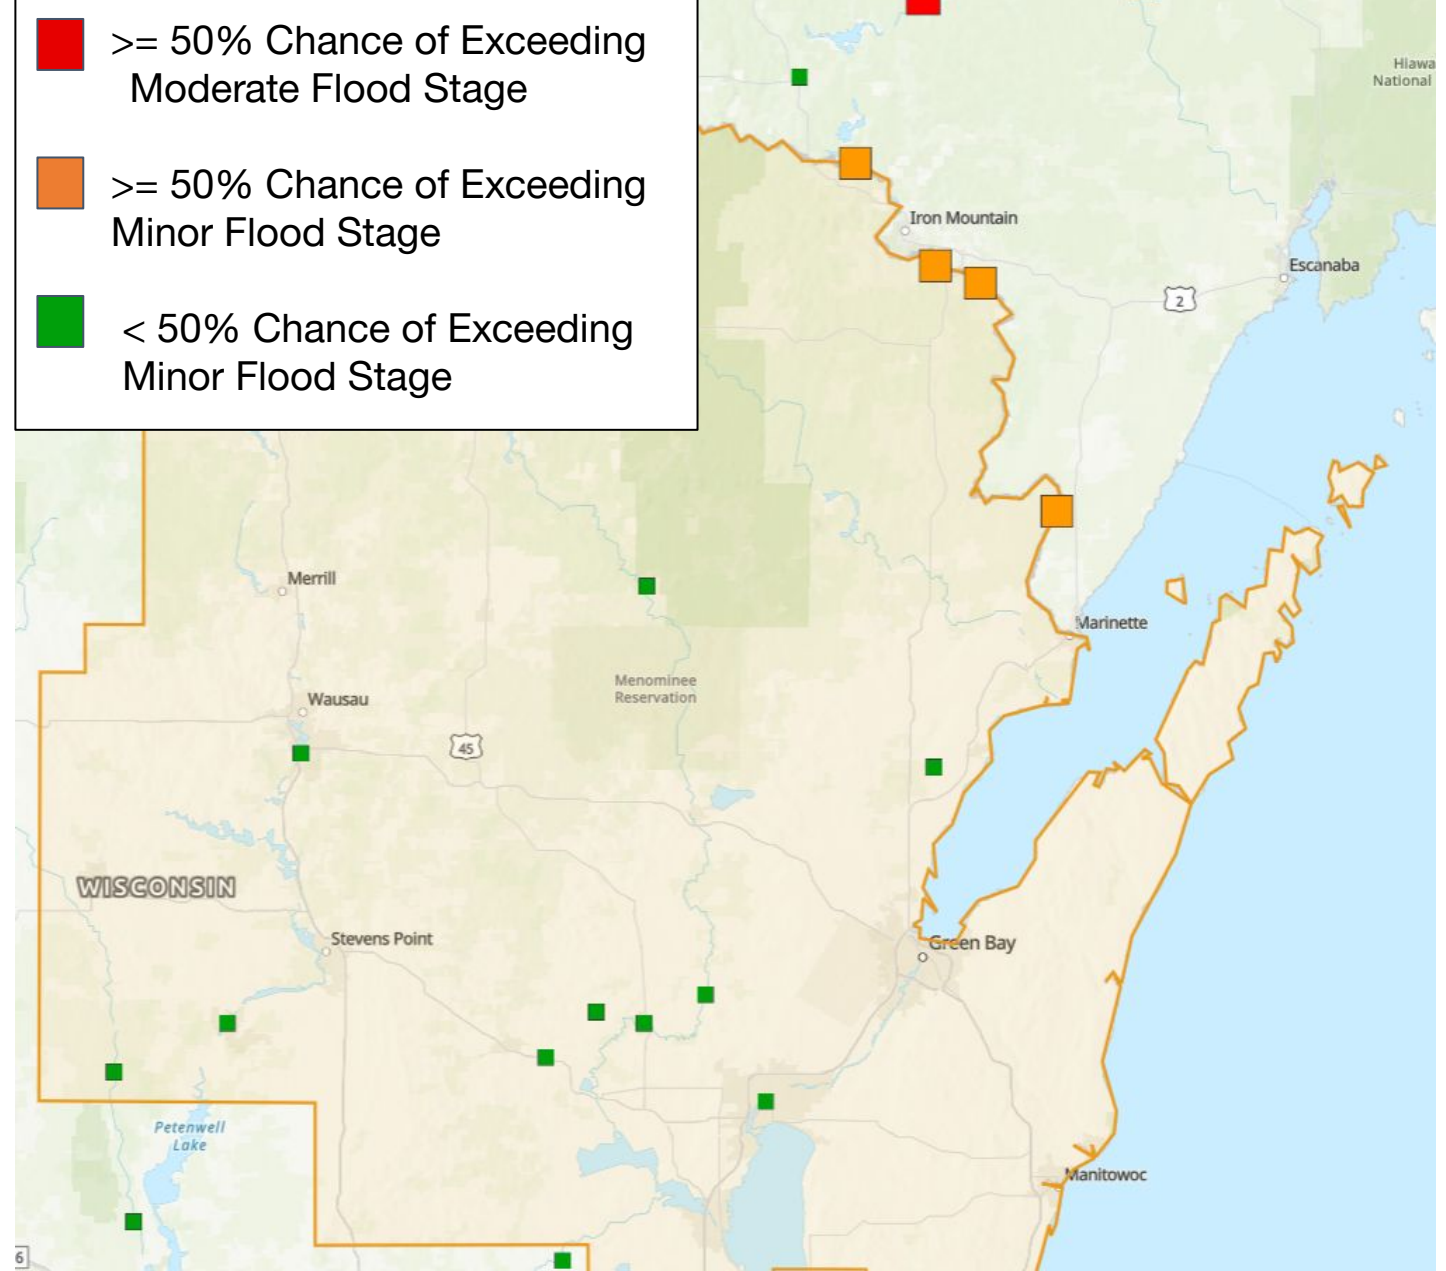 >= 50% Chance of Exceeding
Moderate Flood Stage
>= 50% Chance of Exceeding
Minor Flood Stage
< 50% Chance of Exceeding
Minor Flood Stage
Hiawa
National
Iron Mountain
Escanaba
2
Merrill
Marinette
Menominee
Reservation
Wausau
45
WISCONSIN
Stevens Point
Green Bay
Petenwell
Lake
Manitowoc
6